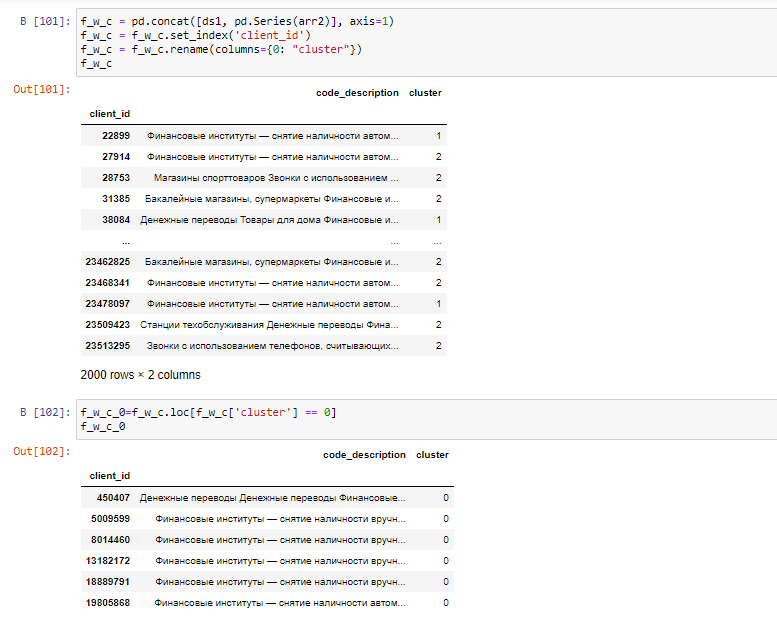 B [101]: f_w_c = pd.concat([ds1, pd.Series(arr2)], axis=1)
f_w_c = f_w_c.set_index('client_id')
f_w_c = f_w_c.rename(columns={0: "cluster"})
f_w_c
Out[101]:
code_description cluster
client_id
22899 Финансовые институты — снятие наличности автом... 1
27914 Финансовые институты — снятие наличности автом... 2
28753 Магазины спорттоваров Звонки с использованием ... 2
31385 Бакалейные магазины, супермаркеты Финансовые и... 2
38084 Денежные переводы Товары для дома Финансовые и... 1
... ... ...
23462825 Бакалейные магазины, супермаркеты Финансовые и... 2
23468341 Финансовые институты — снятие наличности автом... 2
23478097 Финансовые институты — снятие наличности автом... 1
23509423 Станции техобслуживания Денежные переводы Фина... 2
23513295 Звонки с использованием телефонов, считывающих... 2
2000 rows × 2 columns
B [102]: f_w_c_0=f_w_c.loc[f_w_c['cluster'] == 0]
f_w_c_0
Out[102]:
code_description cluster
client_id
450407 Денежные переводы Денежные переводы Финансовые... 0
5009599 Финансовые институты — снятие наличности вручн... 0
8014460 Финансовые институты — снятие наличности вручн... 0
13182172 Финансовые институты — снятие наличности вручн... 0
18889791 Финансовые институты — снятие наличности вручн... 0
19805868 Финансовые институты — снятие наличности автом... 0